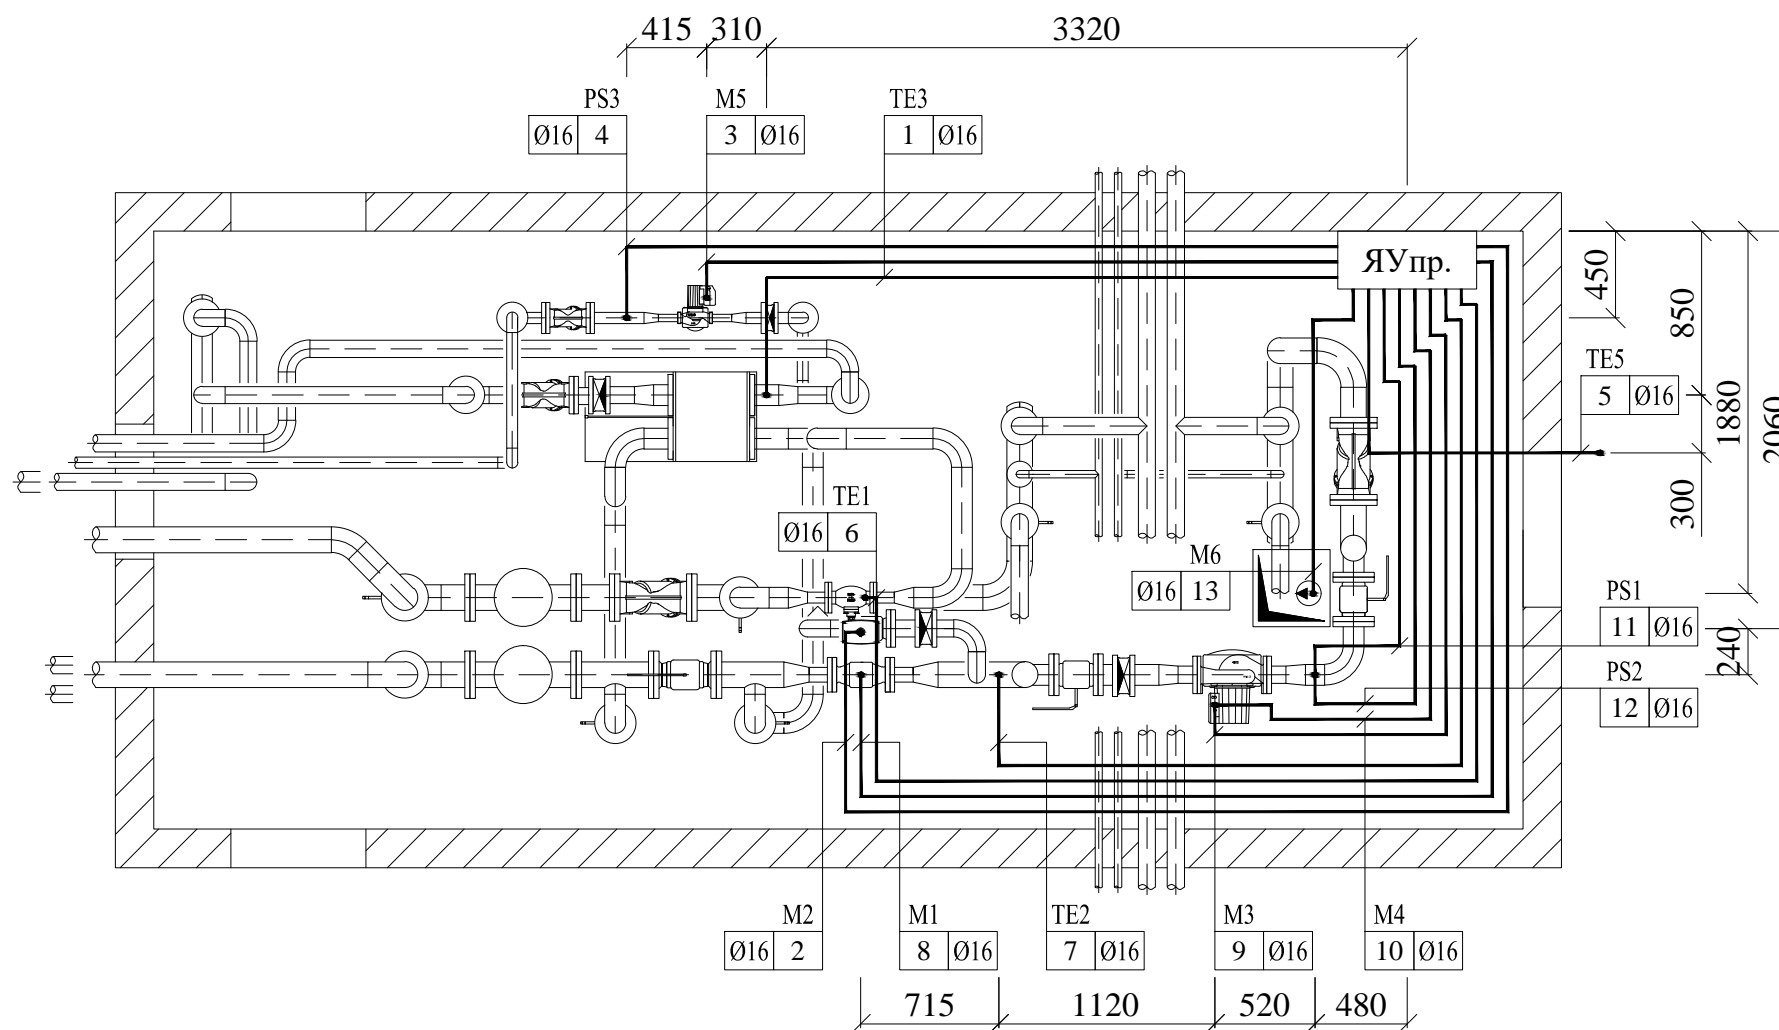 415 310 3320
PS3 M5 TE3
Ø16 4 3 Ø16 1 Ø16
ЯУпр.
450
850
1880
2060
TE5
5 Ø16
300
TE1
Ø16 6
M6
Ø16 13
PS1
11 Ø16
240
PS2
12 Ø16
M2 M1 TE2 M3 M4
Ø16 2 8 Ø16 7 Ø16 9 Ø16 10 Ø16
715 1120 520 480